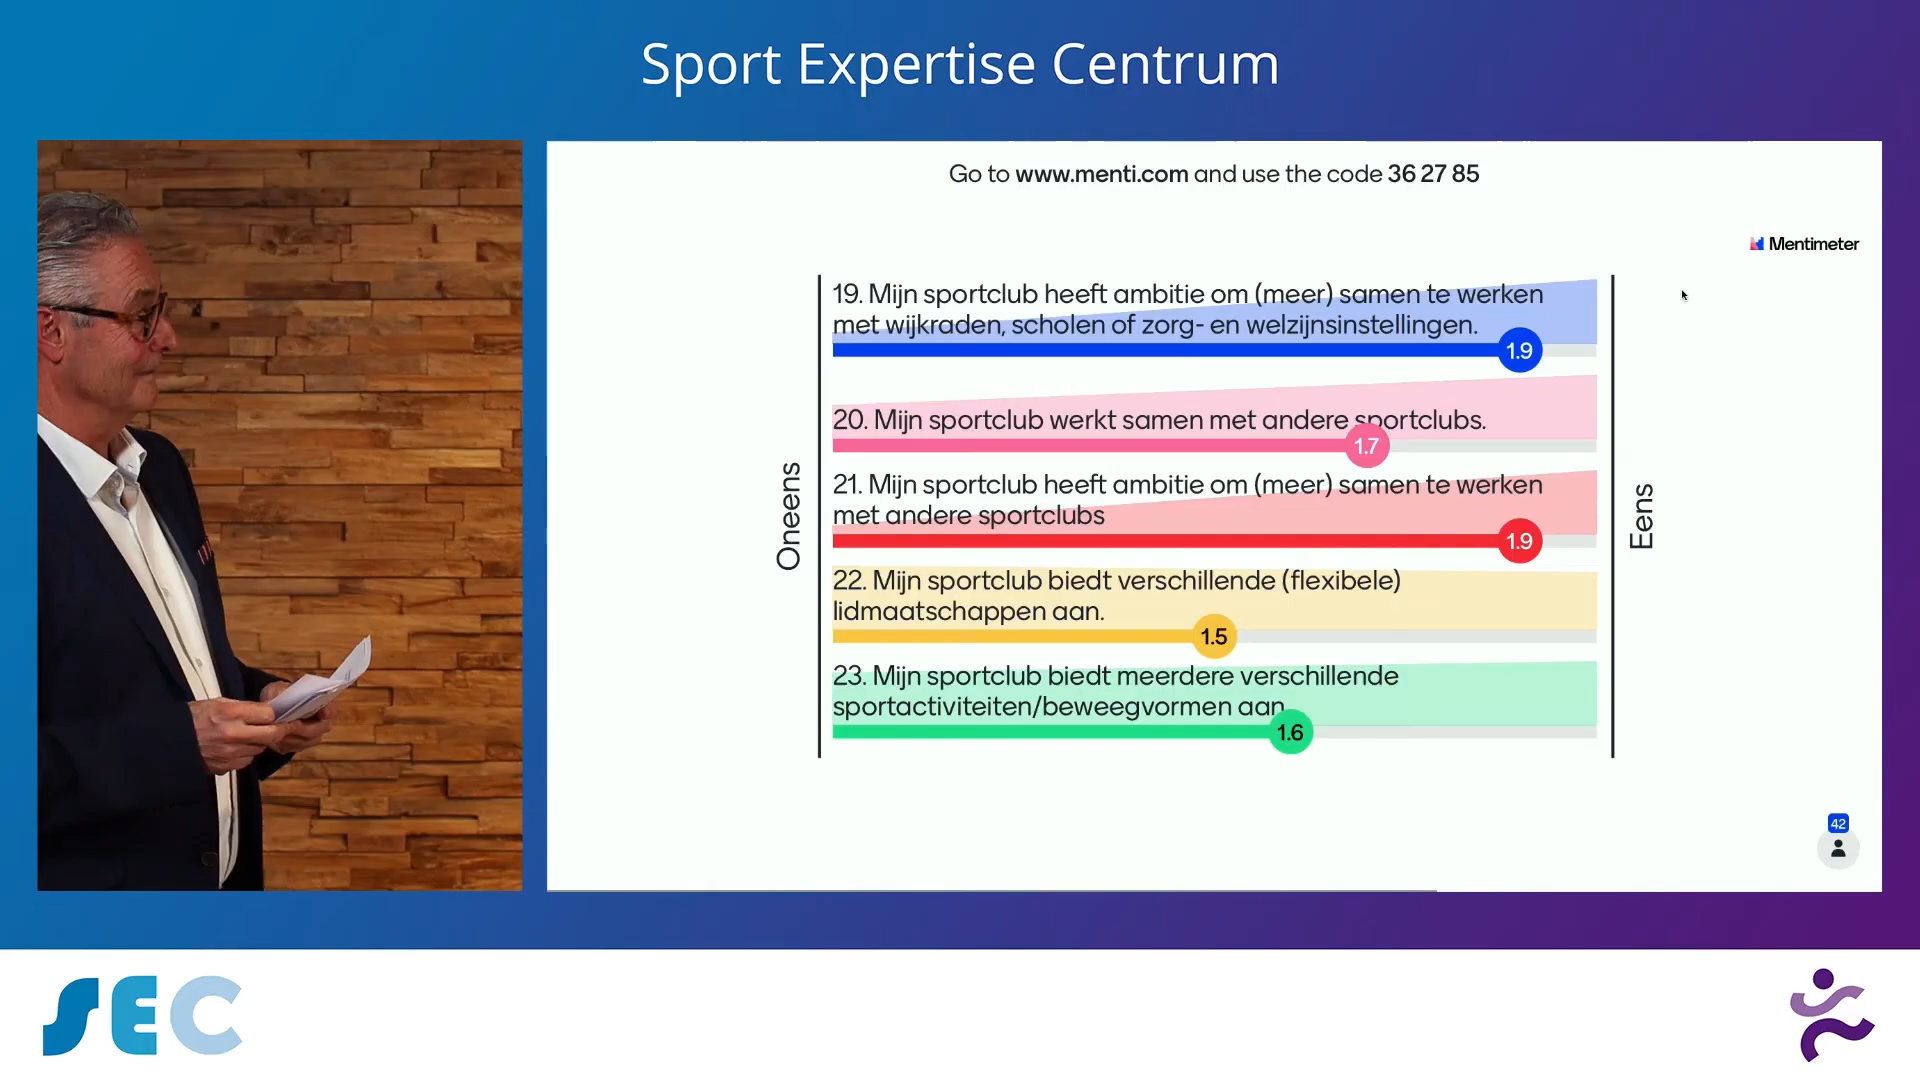 Sport Expertise Centrum
Go to www.menti.com and use the code 36 27 85
Mentimeter
19. Mijn sportclub heeft ambitie om (meer) samen te werken
met wijkraden, scholen of zorg- en welzijnsinstellingen.
1.9
20. Mijn sportclub werkt samen met andere sportclubs.
1.7
21. Mijn sportclub heeft ambitie om (meer) samen te werken
met andere sportclubs
1.9
22. Mijn sportclub biedt verschillende (flexibele)
lidmaatschappen aan.
1.5
23. Mijn sportclub biedt meerdere verschillende
sportactiviteiten/beweegvormen aan
1.6
Oneens
Eens
42
SEC